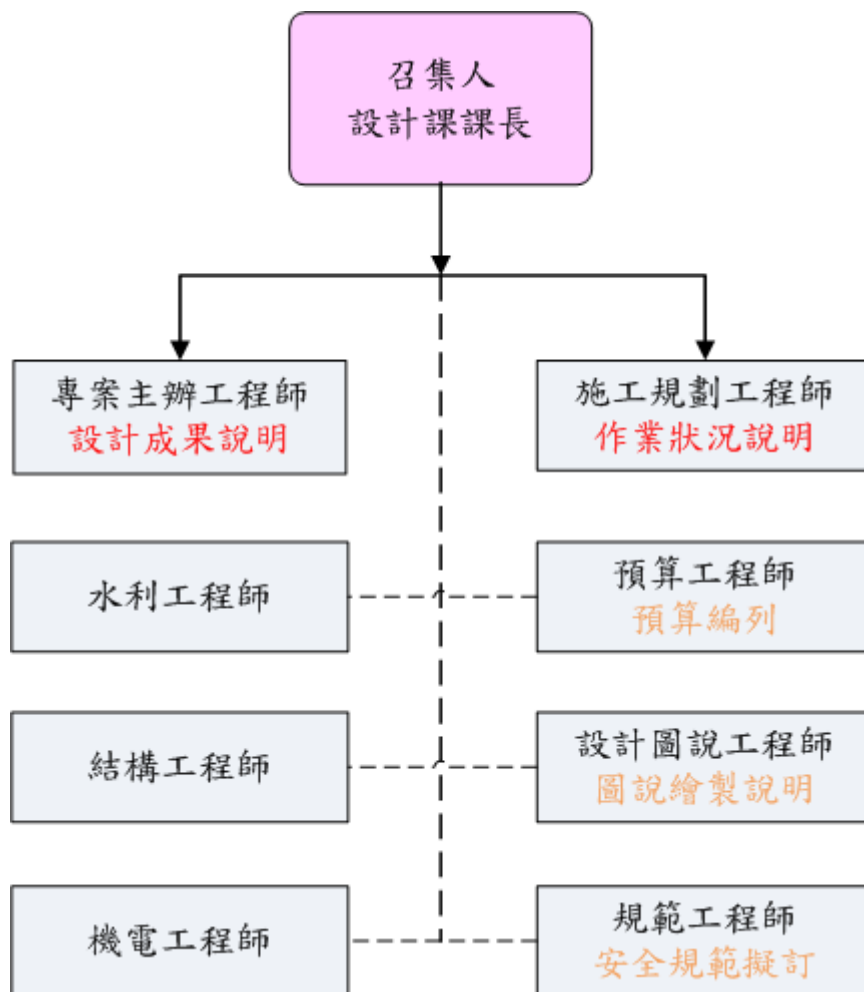 召集人
設計課課長
專案主辦工程師
設計成果說明
施工規劃工程師
作業狀況說明
水利工程師
預算工程師
預算編列
結構工程師
設計圖說工程師
圖說繪製說明
機電工程師
規範工程師
安全規範擬訂